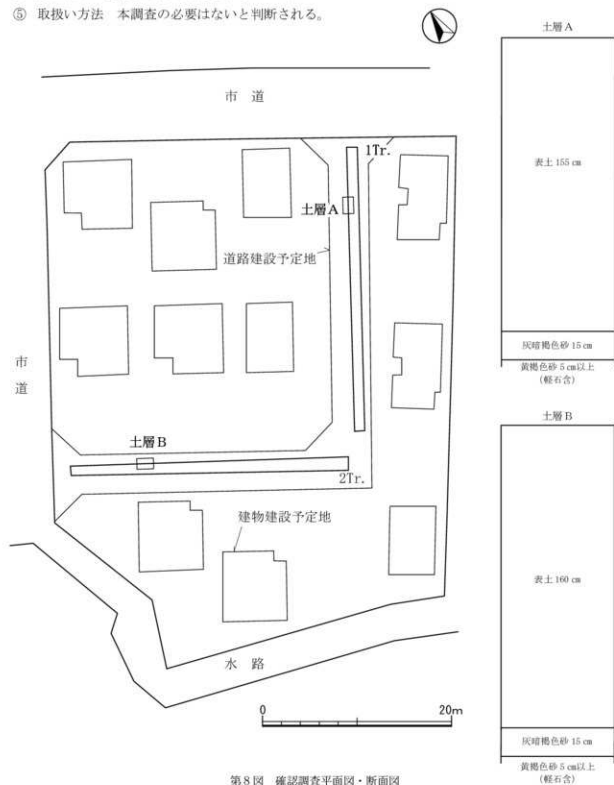 ⑤ 取扱い方法 本調査の必要はないと判断される。
市道
1Tr.
土層A
道路建設予定地
市道
土層B
2Tr.
建物建設予定地
水路
0 20m
土層A
表土 155 ㎝
灰暗褐色砂 15 ㎝
黄褐色砂 5 ㎝以上
(軽石含)
土層B
表土 160 ㎝
灰暗褐色砂 15 ㎝
黄褐色砂 5 ㎝以上
(軽石含)
第8図 確認調査平面図・断面図